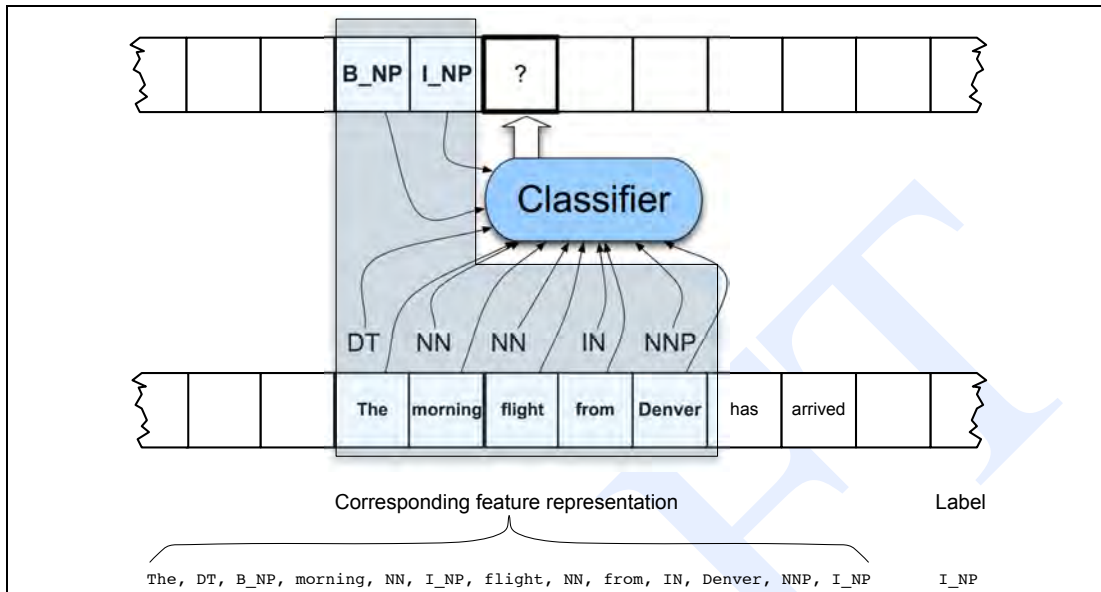 B_NP I_NP ?
Classifier
DT NN NN IN NNP
The morning flight from Denver has arrived
Corresponding feature representation Label
The, DT, B_NP, morning, NN, I_NP, flight, NN, from, IN, Denver, NNP, I_NP I_NP